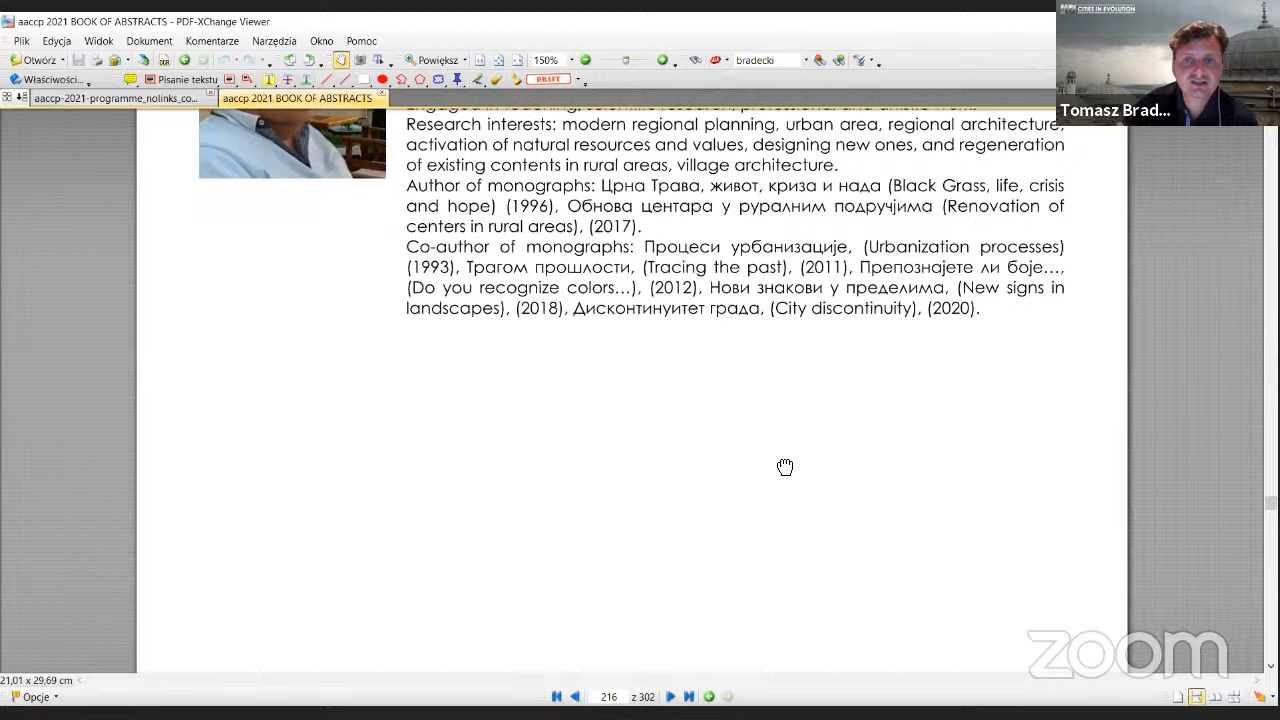 aaccp 2021 BOOK OF ABSTRACTS - PDF-XChange Viewer
CITIES IN EVOLUTION
Plik Edycja Widok Dokument Komentarze Narzędzia Okno Pomoc
Otwórz Powiększ 150% bradecki
Właściwości... Pisanie tekstu DRAFT
aaccp-2021-programme_nolinks_co... aaccp 2021 BOOK OF ABSTRACTS
Tomasz Brad...
Research interests: modern regional planning, urban area, regional architecture,
activation of natural resources and values, designing new ones, and regeneration
of existing contents in rural areas, village architecture.
Author of monographs: Црна Трава, живот, криза и нада (Black Grass, life, crisis
and hope) (1996), Обнова центара у руралним подручјима (Renovation of
centers in rural areas), (2017).
Co-author of monographs: Процеси урбанизације, (Urbanization processes)
(1993), Трагом прошлости, (Tracing the past), (2011), Препознајете ли боје...,
(Do you recognize colors...), (2012), Нови знакови у пределима, (New signs in
landscapes), (2018), Дисконтинуитет града, (City discontinuity), (2020).
zoom
21,01 x 29,69 cm
Opcje 216 z 302